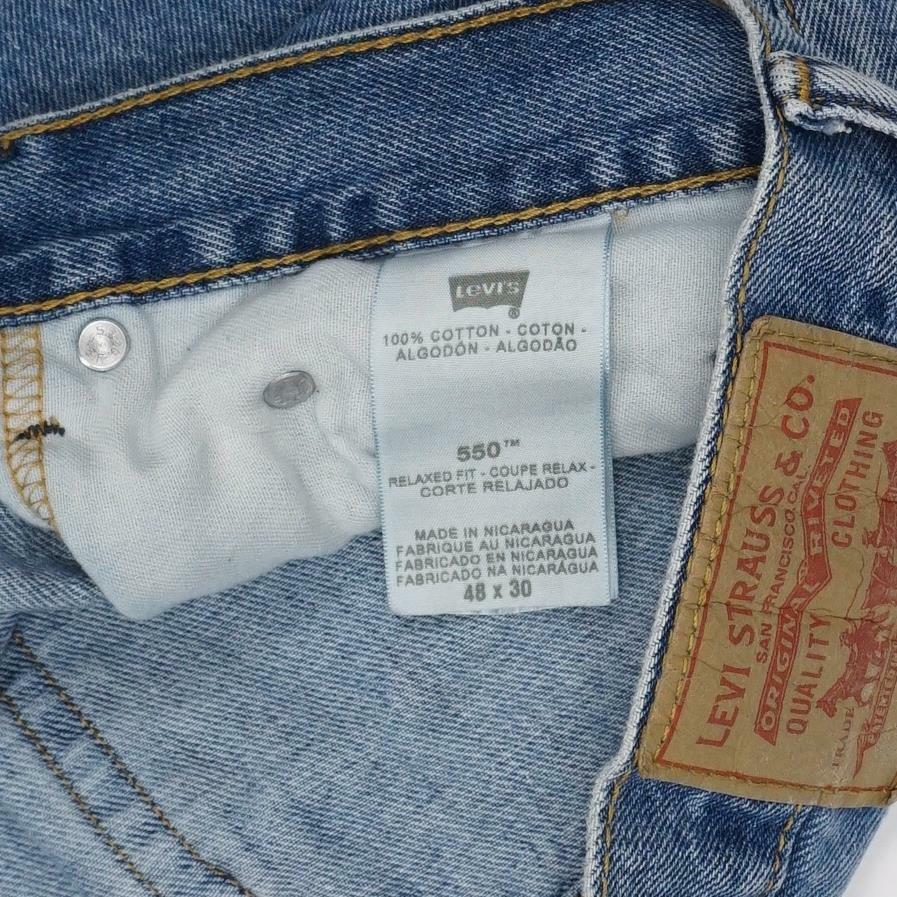 Levi's
®
100% COTTON - COTON -
ALGODÓN - ALGODÃO
550™
RELAXED FIT - COUPE RELAX -
CORTE RELAJADO
MADE IN NICARAGUA
FABRIQUE AU NICARAGUA
FABRICADO EN NICARAGUA
FABRICADO NA NICARÁGUA
48 x 30
LEVI STRAUSS & CO.
SAN FRANCISCO, CAL.
ORIGINAL RIVETED
QUALITY CLOTHING
TRADE